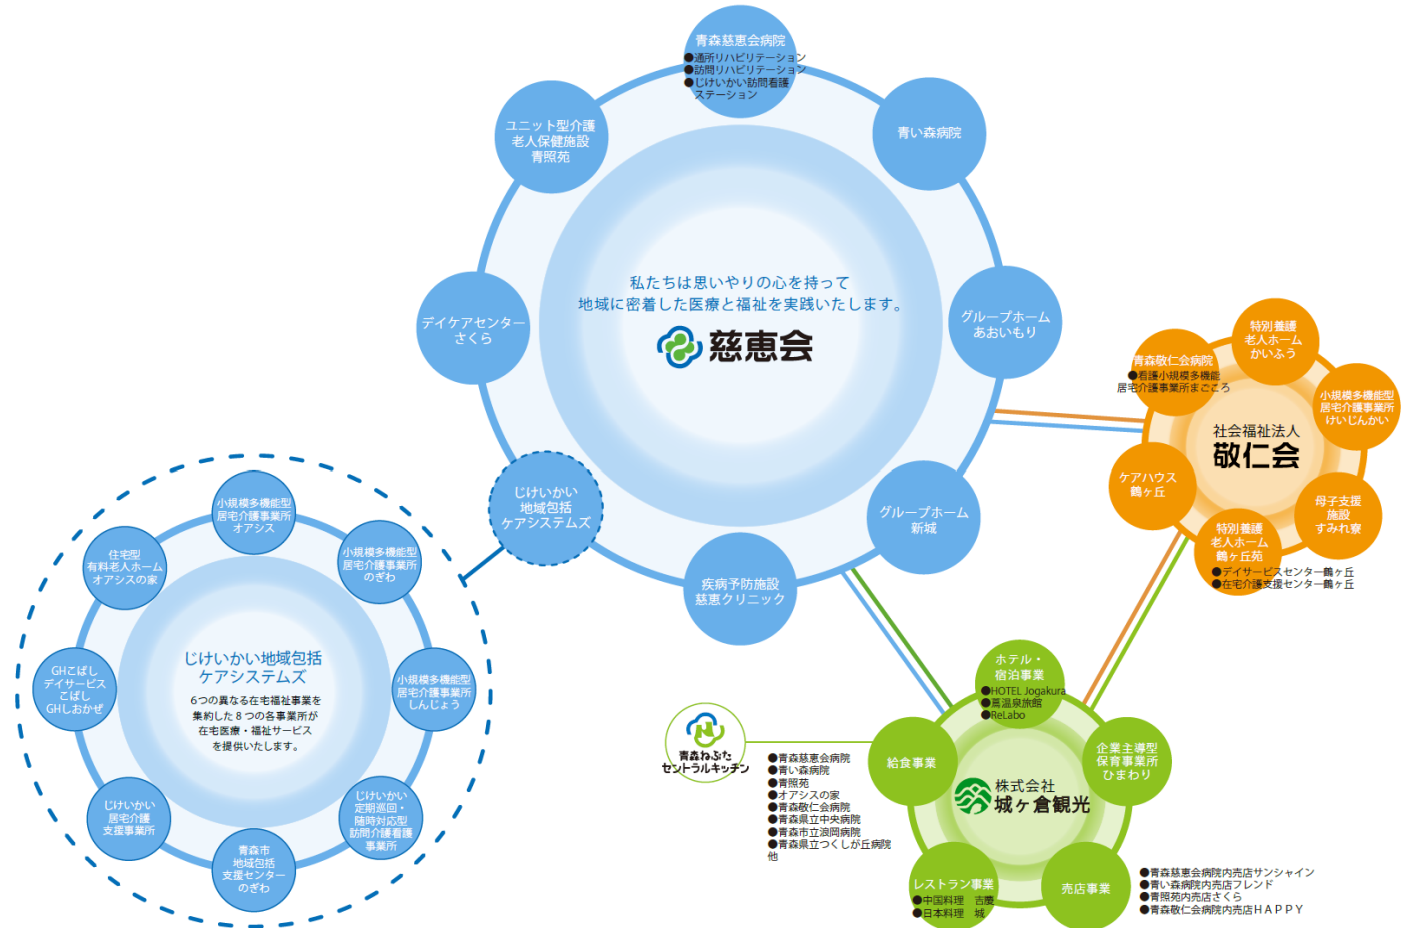 青森慈恵会病院
●通所リハビリテーション
●訪問リハビリテーション
●じけいかい訪問看護
ステーション
青い森病院
ユニット型介護
老人保健施設
青照苑
私たちは思いやりの心を持って
地域に密着した医療と福祉を実践いたします。
慈恵会
デイケアセンター
さくら
グループホーム
あおいもり
じけいかい
地域包括
ケアシステムズ
グループホーム
新城
疾病予防施設
慈恵クリニック
特別養護
老人ホーム
かいふう
青森敬仁会病院
●看護小規模多機能
居宅介護事業所まごころ
小規模多機能型
居宅介護事業所
けいじんかい
社会福祉法人
敬仁会
ケアハウス
鶴ヶ丘
母子支援
施設
すみれ寮
特別養護
老人ホーム
鶴ヶ丘苑
●デイサービスセンター鶴ヶ丘
●在宅介護支援センター鶴ヶ丘
小規模多機能型
居宅介護事業所
オアシス
住宅型
有料老人ホーム
オアシスの家
小規模多機能型
居宅介護事業所
のぎわ
じけいかい地域包括
ケアシステムズ
6つの異なる在宅福祉事業を
集約した8つの各事業所が
在宅医療・福祉サービス
を提供いたします。
GHこばし
デイサービス
こばし
GHしおかぜ
小規模多機能型
居宅介護事業所
しんじょう
じけいかい
居宅介護
支援事業所
じけいかい
定期巡回・
随時対応型
訪問介護看護
事業所
青森市
地域包括
支援センター
のぎわ
ホテル・
宿泊事業
●HOTEL Jogakura
●蔦温泉旅館
●ReLabo
青森ねぶた
セントラルキッチン
●青森慈恵会病院
●青い森病院
●青照苑
●オアシスの家
●青森敬仁会病院
●青森県立中央病院
●青森市立浪岡病院
●青森県立つくしが丘病院
他
給食事業
企業主導型
保育事業所
ひまわり
株式会社
城ヶ倉観光
レストラン事業
●中国料理 吉慶
●日本料理 城
売店事業
●青森慈恵会病院内売店サンシャイン
●青い森病院内売店フレンド
●青照苑内売店さくら
●青森敬仁会病院内売店HAPPY